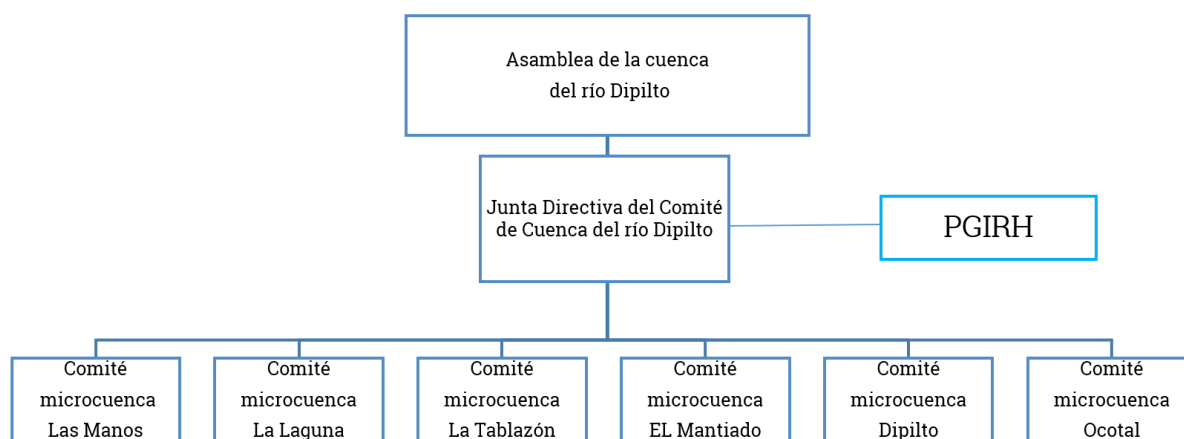 Asamblea de la cuenca
del río Dipilto
Junta Directiva del Comité
de Cuenca del río Dipilto
PGIRH
Comité
microcuenca
Las Manos
Comité
microcuenca
La Laguna
Comité
microcuenca
La Tablazón
Comité
microcuenca
EL Mantiado
Comité
microcuenca
Dipilto
Comité
microcuenca
Ocotal